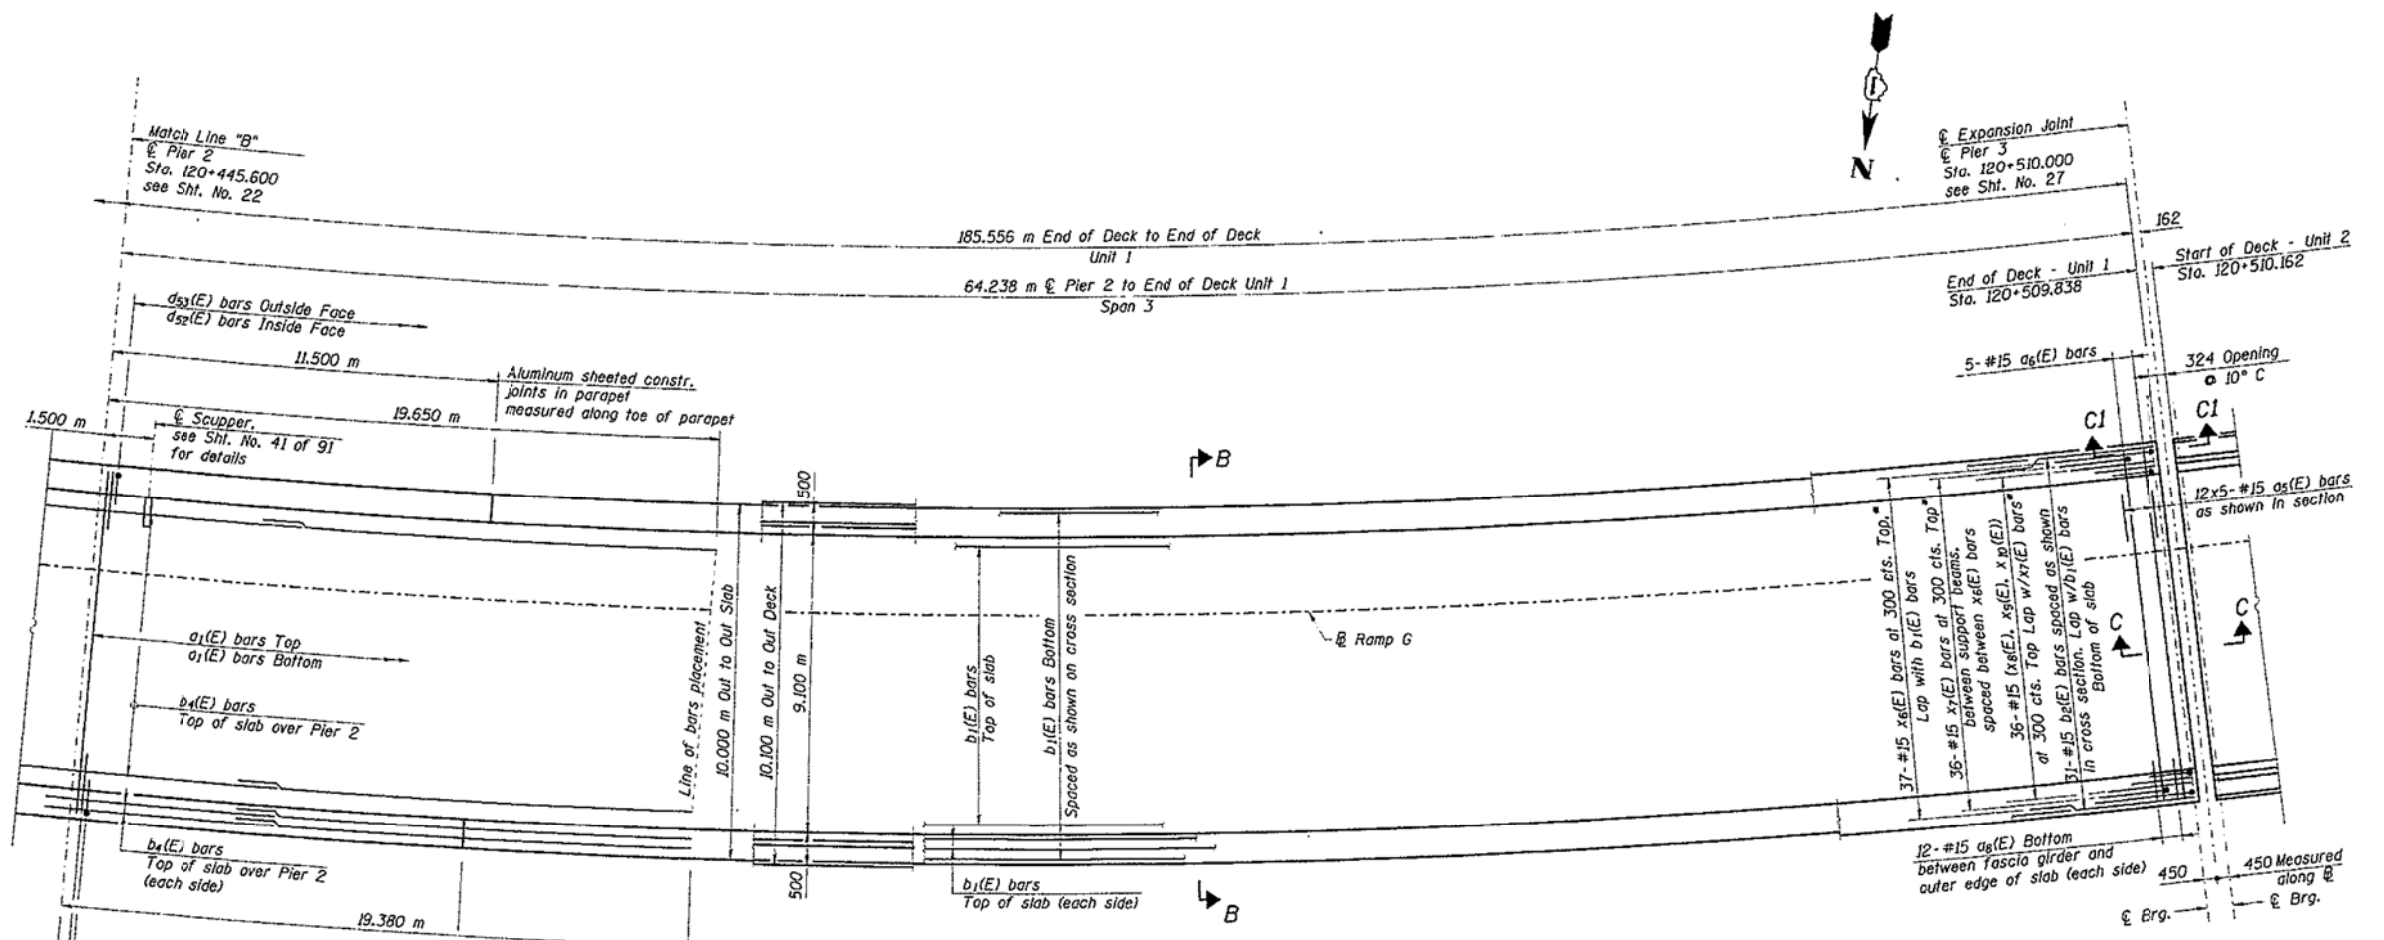 Match Line "B"
℄ Pier 2
Sta. 120+445.600
see Sht. No. 22
N
℄ Expansion Joint
℄ Pier 3
Sta. 120+510.000
see Sht. No. 27
185.556 m End of Deck to End of Deck
Unit 1
64.238 m ℄ Pier 2 to End of Deck Unit 1
Span 3
162
Start of Deck - Unit 2
Sta. 120+510.162
End of Deck - Unit 1
Sta. 120+509.838
d53(E) bars Outside Face
d52(E) bars Inside Face
11.500 m
Aluminum sheeted constr.
joints in parapet
measured along toe of parapet
19.650 m
1.500 m
℄ Scupper,
see Sht. No. 41 of 91
for details
5-#15 a6(E) bars
324 Opening
@ 10° C
C1
C1
B
500
12x5-#15 a5(E) bars
as shown in section
a1(E) bars Top
a1(E) bars Bottom
b4(E) bars
Top of slab over Pier 2
Line of bars placement
10.000 m Out to Out Slab
10.100 m Out to Out Deck
9.100 m
b1(E) bars
Top of slab
b1(E) bars Bottom
Spaced as shown on cross section
Ramp G
37-#15 x6(E) bars at 300 cts. Top.*
Lap with b1(E) bars
36-#15 x7(E) bars at 300 cts. Top*
between support beams,
spaced between x6(E) bars
36-#15 (x8(E), x9(E), x10(E))
at 300 cts. Top Lap w/x7(E) bars*
31-#15 b2(E) bars spaced as shown
in cross section. Lap w/b1(E) bars
Bottom of slab
C
C
b4(E) bars
Top of slab over Pier 2
(each side)
500
b1(E) bars
Top of slab (each side)
B
12-#15 a8(E) Bottom
between fascia girder and
outer edge of slab (each side)
450
450 Measured
along
℄ Brg.
℄ Brg.
19.380 m